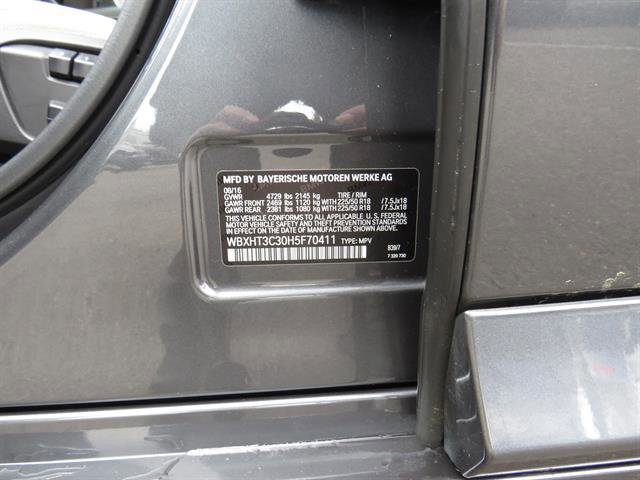 MFD BY BAYERISCHE MOTOREN WERKE AG
08/16
GVWR 4729 lbs 2145 kg TIRE / RIM
GAWR FRONT 2469 lbs 1120 kg WITH 225/50 R18 /7.5Jx18
GAWR REAR 2381 lbs 1080 kg WITH 225/50 R18 /7.5Jx18
THIS VEHICLE CONFORMS TO ALL APPLICABLE U. S. FEDERAL
MOTOR VEHICLE SAFETY AND THEFT PREVENTION STANDARDS
IN EFFECT ON THE DATE OF MANUFACTURE SHOWN ABOVE.
WBXHT3C30H5F70411 TYPE: MPV
B39/7
7 320 730